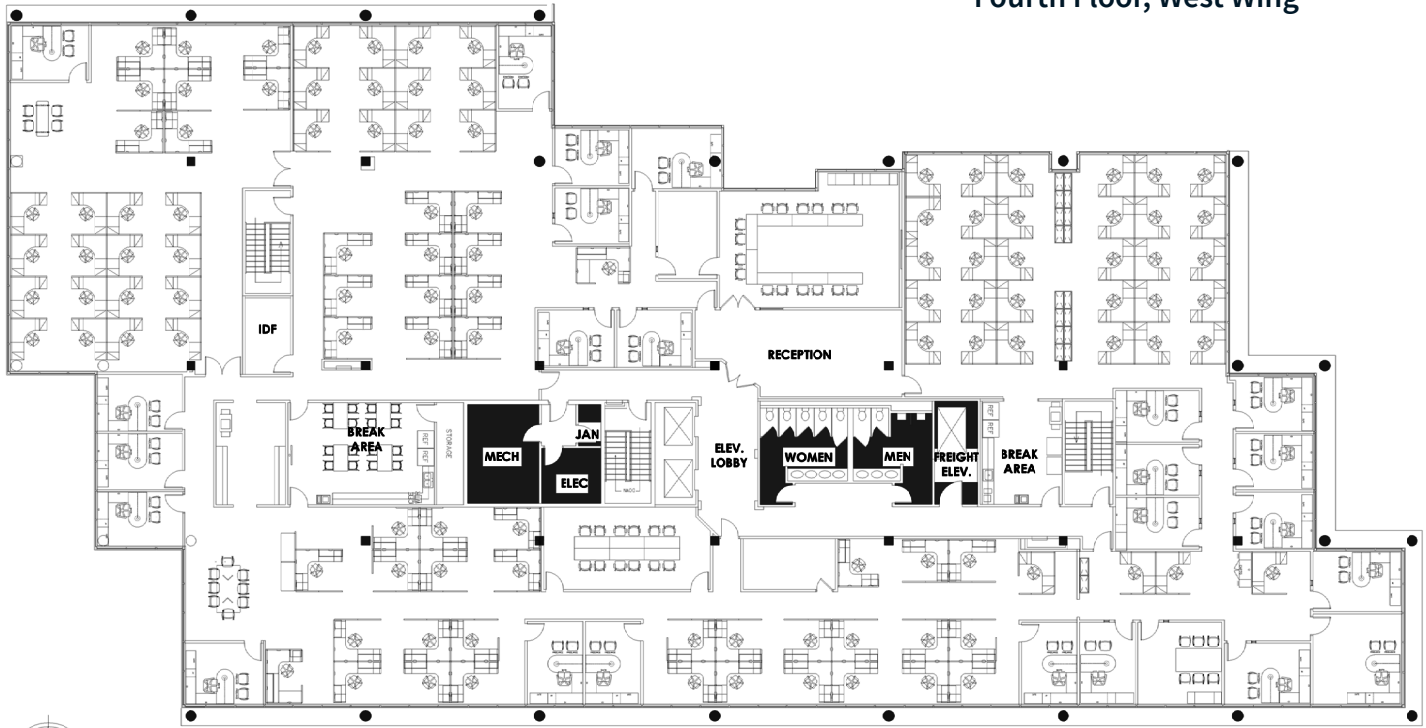 Fourth Floor, West Wing
IDF
RECEPTION
BREAK
AREA
STORAGE
REF
REF
MECH
JAN
ELEC
ELEV.
LOBBY
WOMEN
MEN
FREIGHT
ELEV.
REF
REF
BREAK
AREA